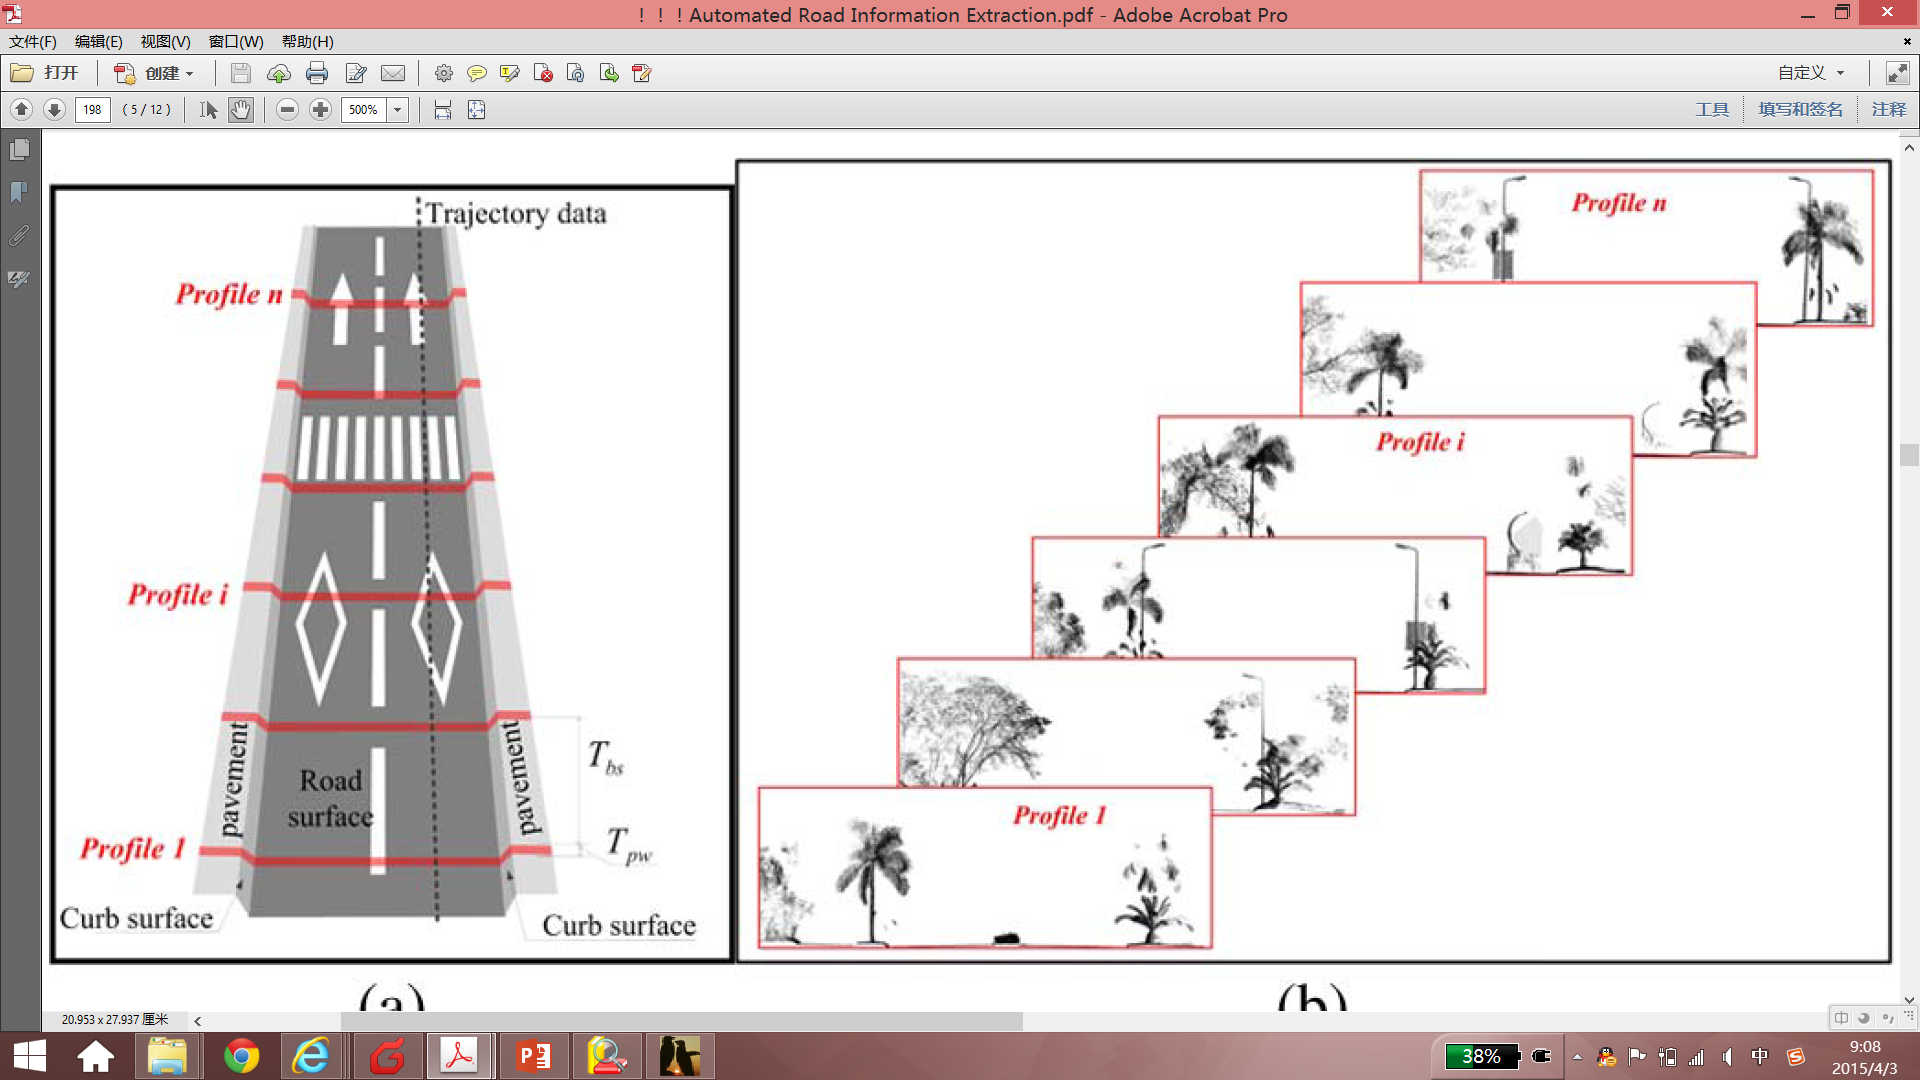 ！！！Automated Road Information Extraction.pdf - Adobe Acrobat Pro
文件(F) 编辑(E) 视图(V) 窗口(W) 帮助(H)
打开 创建 自定义
198 (5 / 12) 500% 工具 填写和签名 注释
Trajectory data
Profile n
Profile i
pavement
pavement
Road
surface
T_bs
Profile 1
T_pw
Curb surface
Curb surface
(a)
Profile n
Profile i
Profile 1
(b)
20.953 x 27.937 厘米
38% 中 9:08
2015/4/3